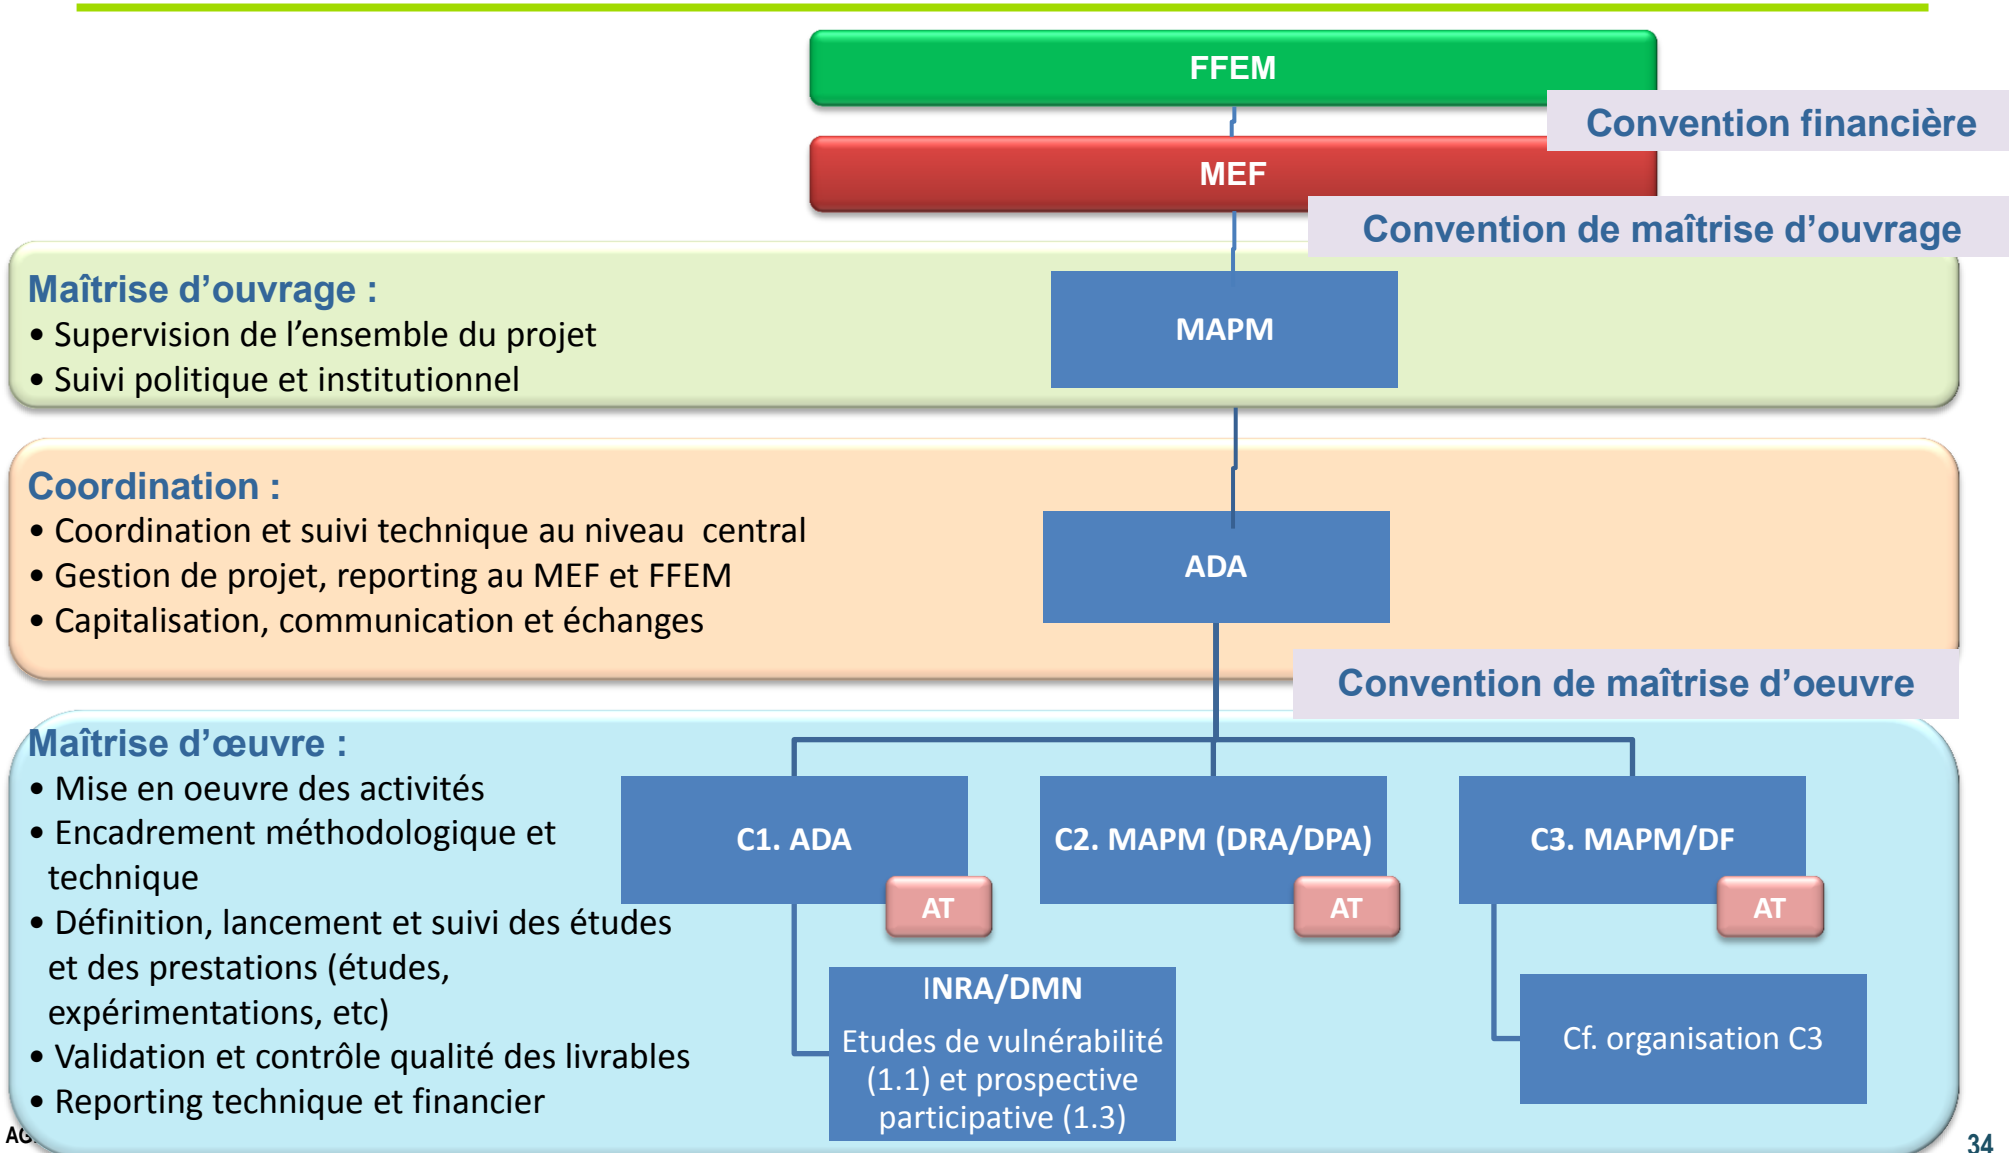 FFEM
Convention financière
MEF
Convention de maîtrise d’ouvrage
Maîtrise d’ouvrage :
• Supervision de l’ensemble du projet
• Suivi politique et institutionnel
MAPM
Coordination :
• Coordination et suivi technique au niveau central
• Gestion de projet, reporting au MEF et FFEM
• Capitalisation, communication et échanges
ADA
Convention de maîtrise d’oeuvre
Maîtrise d’œuvre :
• Mise en oeuvre des activités
• Encadrement méthodologique et
technique
• Définition, lancement et suivi des études
et des prestations (études,
expérimentations, etc)
• Validation et contrôle qualité des livrables
• Reporting technique et financier
C1. ADA
AT
C2. MAPM (DRA/DPA)
AT
C3. MAPM/DF
AT
INRA/DMN
Etudes de vulnérabilité
(1.1) et prospective
participative (1.3)
Cf. organisation C3
34